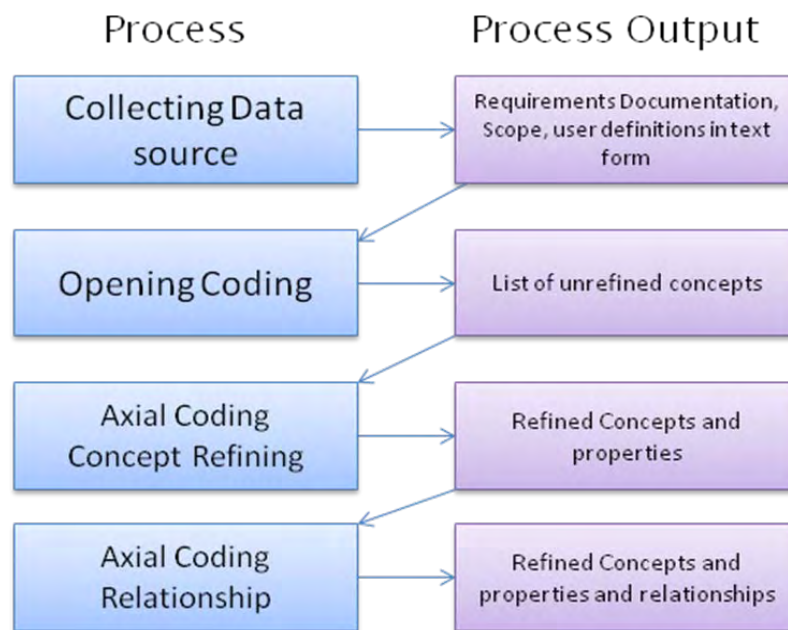 Process
Process Output
Collecting Data
source
Requirements Documentation,
Scope, user definitions in text
form
Opening Coding
List of unrefined concepts
Axial Coding
Concept Refining
Refined Concepts and
properties
Axial Coding
Relationship
Refined Concepts and
properties and relationships